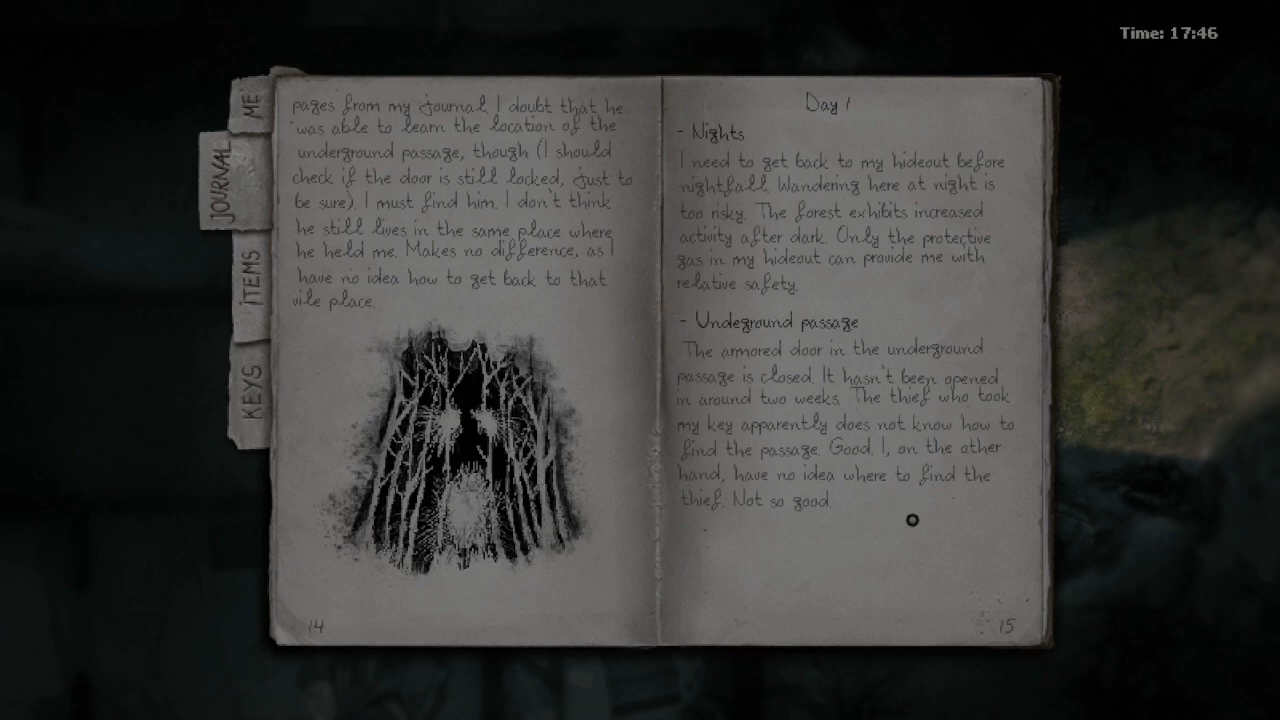 Time: 17:46
ME
JOURNAL
ITEMS
KEYS
pages from my journal. I doubt that he
was able to learn the location of the
underground passage, though (I should
check if the door is still locked, just to
be sure). I must find him. I don't think
he still lives in the same place where
he held me. Makes no difference, as I
have no idea how to get back to that
vile place.
14
Day 1
- Nights
I need to get back to my hideout before
nightfall. Wandering here at night is
too risky. The forest exhibits increased
activity after dark. Only the protective
gas in my hideout can provide me with
relative safety.
- Undeground passage
The armored door in the underground
passage is closed. It hasn't been opened
in around two weeks. The thief who took
my key apparently does not know how to
find the passage. Good. I, on the other
hand, have no idea where to find the
thief. Not so good.
15